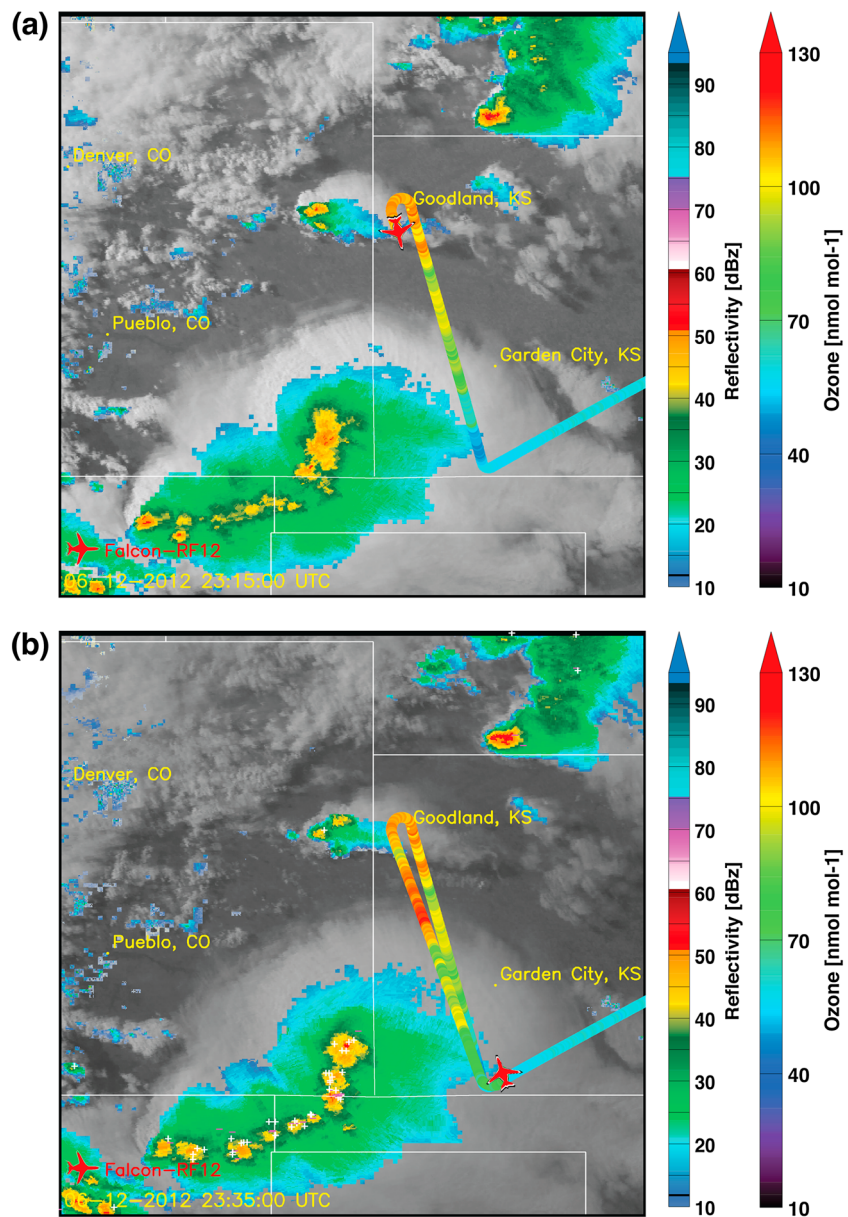 (a)
Denver, CO
Goodland, KS
Pueblo, CO
Garden City, KS
Falcon-RF12
06-12-2012 23:15:00 UTC
90
80
70
60
50
40
30
20
10
Reflectivity [dBz]
130
100
70
40
10
Ozone [nmol mol-1]
(b)
Denver, CO
Goodland, KS
Pueblo, CO
Garden City, KS
Falcon-RF12
06-12-2012 23:35:00 UTC
90
80
70
60
50
40
30
20
10
Reflectivity [dBz]
130
100
70
40
10
Ozone [nmol mol-1]